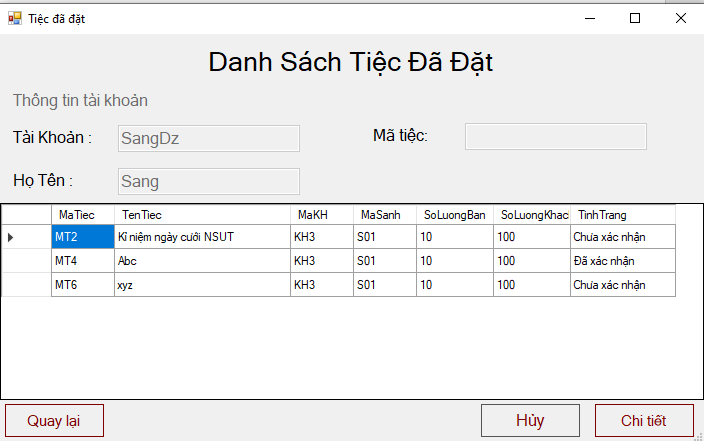 Tiệc đã đặt
Danh Sách Tiệc Đã Đặt
Thông tin tài khoản
Tài Khoản : SangDz Mã tiệc:
Họ Tên : Sang
MaTiec TenTiec MaKH MaSanh SoLuongBan SoLuongKhach TinhTrang
MT2 Kỉ niệm ngày cưới NSUT KH3 S01 10 100 Chưa xác nhận
MT4 Abc KH3 S01 10 100 Đã xác nhận
MT6 xyz KH3 S01 10 100 Chưa xác nhận
Quay lại Hủy Chi tiết